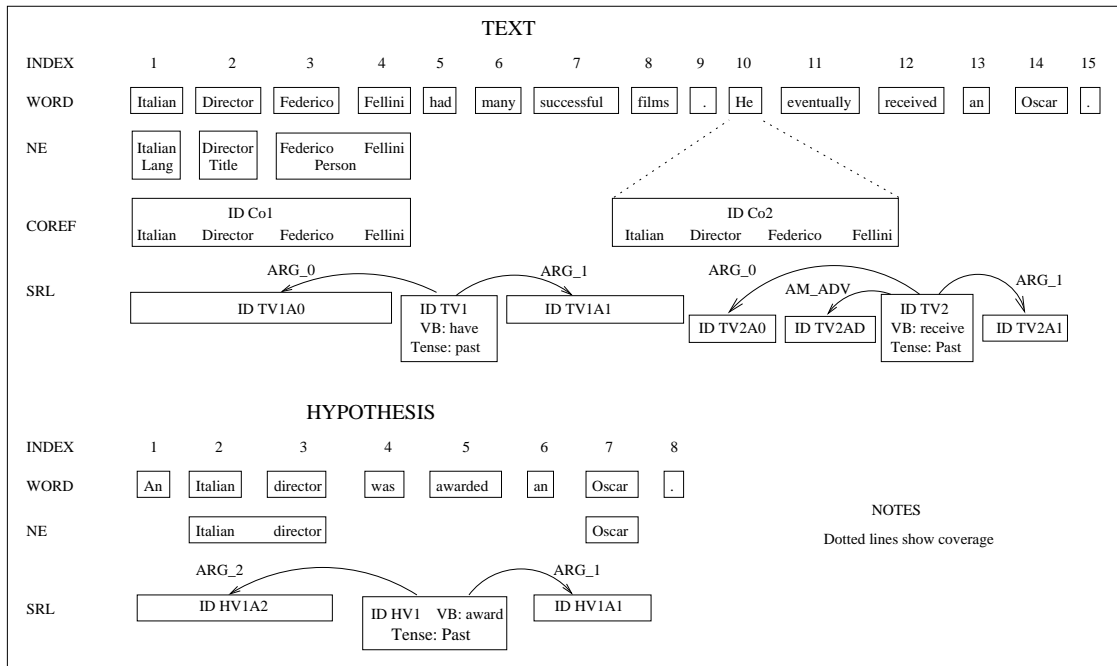 TEXT
INDEX 1 2 3 4 5 6 7 8 9 10 11 12 13 14 15
WORD Italian Director Federico Fellini had many successful films . He eventually received an Oscar .
NE Italian Director Federico Fellini
Lang Title Person
ID Co1 ID Co2
COREF
Italian Director Federico Fellini Italian Director Federico Fellini
ARG_0 ARG_1 ARG_0 AM_ADV ARG_1
SRL
ID TV1A0 ID TV1 ID TV1A1 ID TV2
VB: have ID TV2A0 ID TV2AD VB: receive ID TV2A1
Tense: past Tense: Past
HYPOTHESIS
INDEX 1 2 3 4 5 6 7 8
WORD An Italian director was awarded an Oscar .
NOTES
NE Italian director Oscar
Dotted lines show coverage
ARG_2 ARG_1
SRL ID HV1A2 ID HV1 VB: award ID HV1A1
Tense: Past